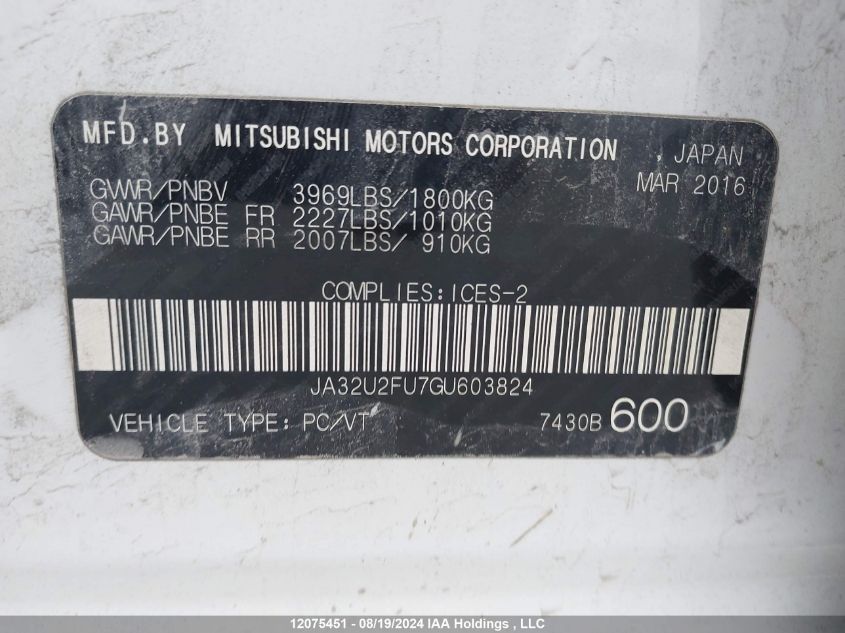 MFD.BY MITSUBISHI MOTORS CORPORATION , JAPAN
MAR 2016
GVWR/PNBV 3969LBS/1800KG
GAWR/PNBE FR 2227LBS/1010KG
GAWR/PNBE RR 2007LBS/ 910KG
COMPLIES:ICES-2
JA32U2FU7GU603824
VEHICLE TYPE: PC/VT 7430B 600
12075451 - 08/19/2024 IAA Holdings, LLC/IAA, Inc.